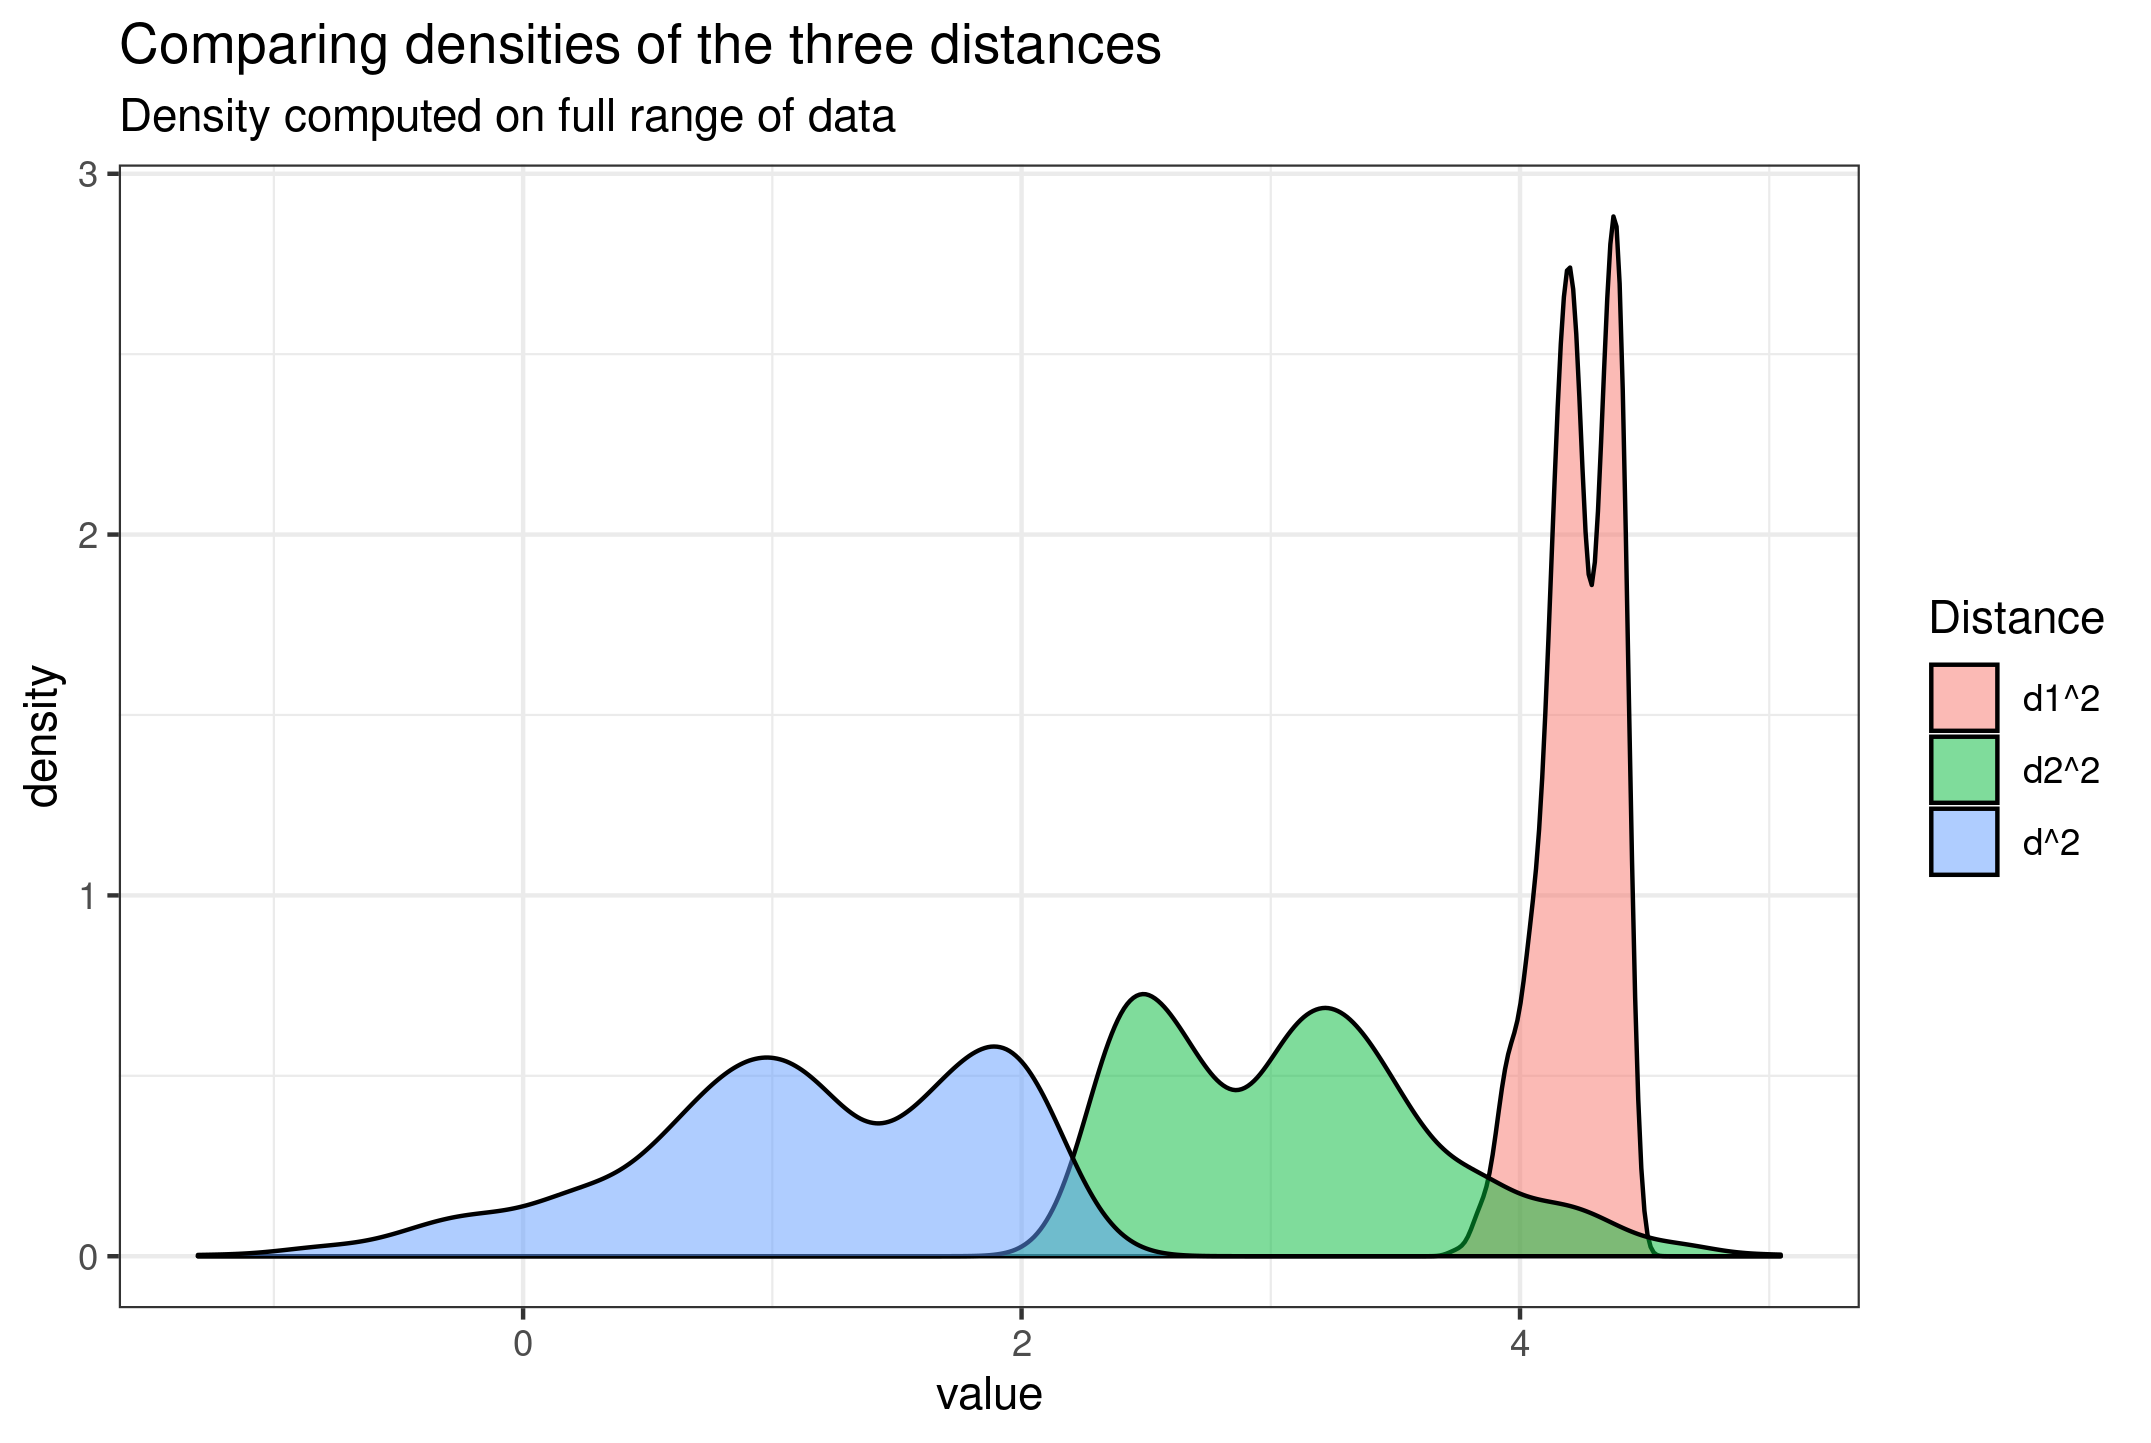 Comparing densities of the three distances
Density computed on full range of data
3
2
1
0
density
0 2 4
value
Distance
d1^2
d2^2
d^2